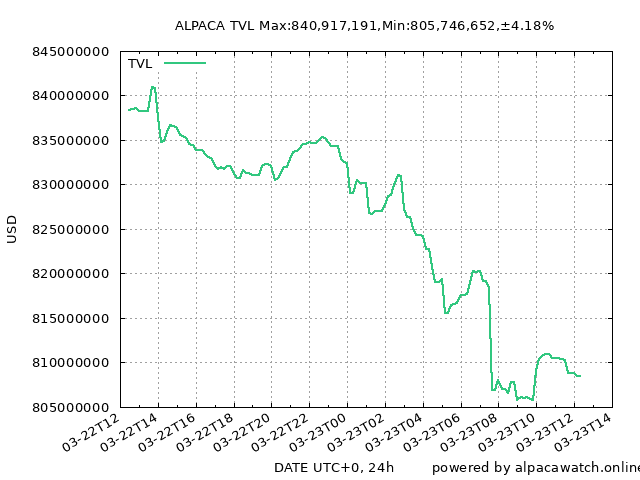 ALPACA TVL Max:840,917,191,Min:805,746,652,±4.18%
TVL
845000000
840000000
835000000
830000000
825000000
820000000
815000000
810000000
805000000
USD
03-22T12
03-22T14
03-22T16
03-22T18
03-22T20
03-22T22
03-23T00
03-23T02
03-23T04
03-23T06
03-23T08
03-23T10
03-23T12
03-23T14
DATE UTC+0, 24h
powered by alpacawatch.online